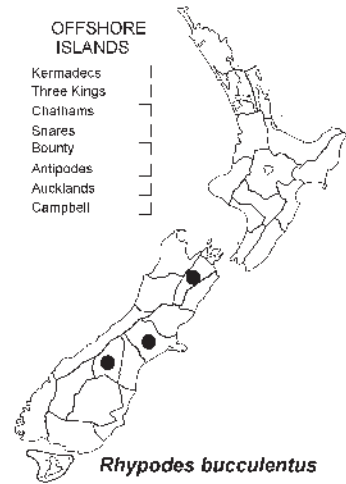 OFFSHORE
ISLANDS
Kermadecs
Three Kings
Chathams
Snares
Bounty
Antipodes
Aucklands
Campbell
Rhypodes bucculentus